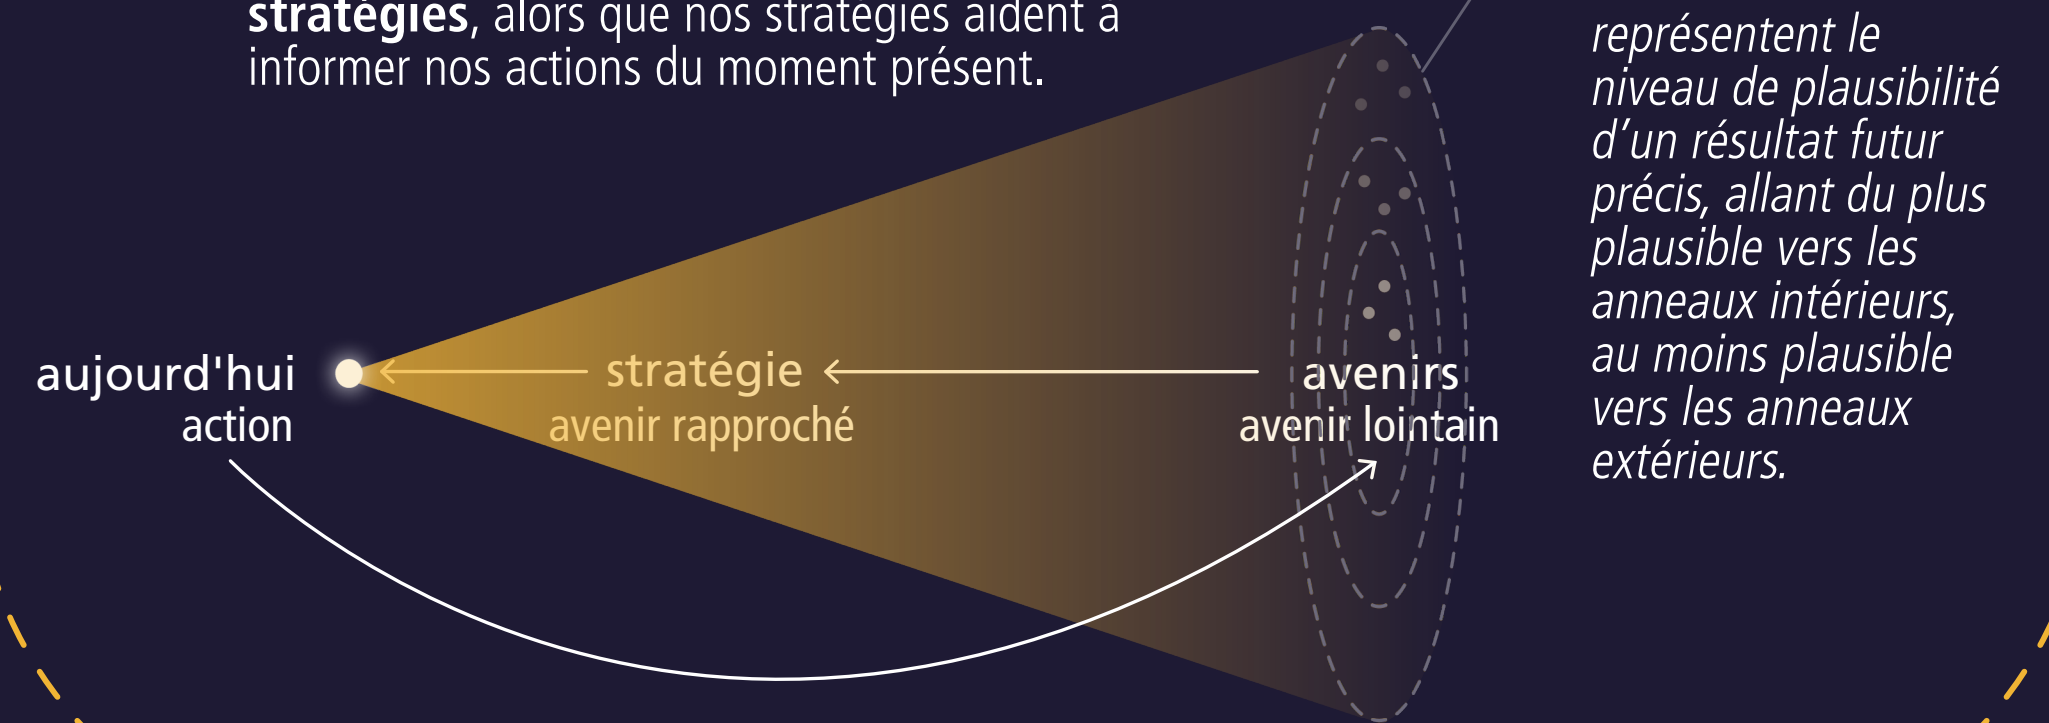 stratégies, alors que nos stratégies aident à
informer nos actions du moment présent.
représentent le
niveau de plausibilité
d'un résultat futur
précis, allant du plus
plausible vers les
anneaux intérieurs,
au moins plausible
vers les anneaux
extérieurs.
aujourd'hui
action
stratégie
avenir rapproché
avenirs
avenir lointain